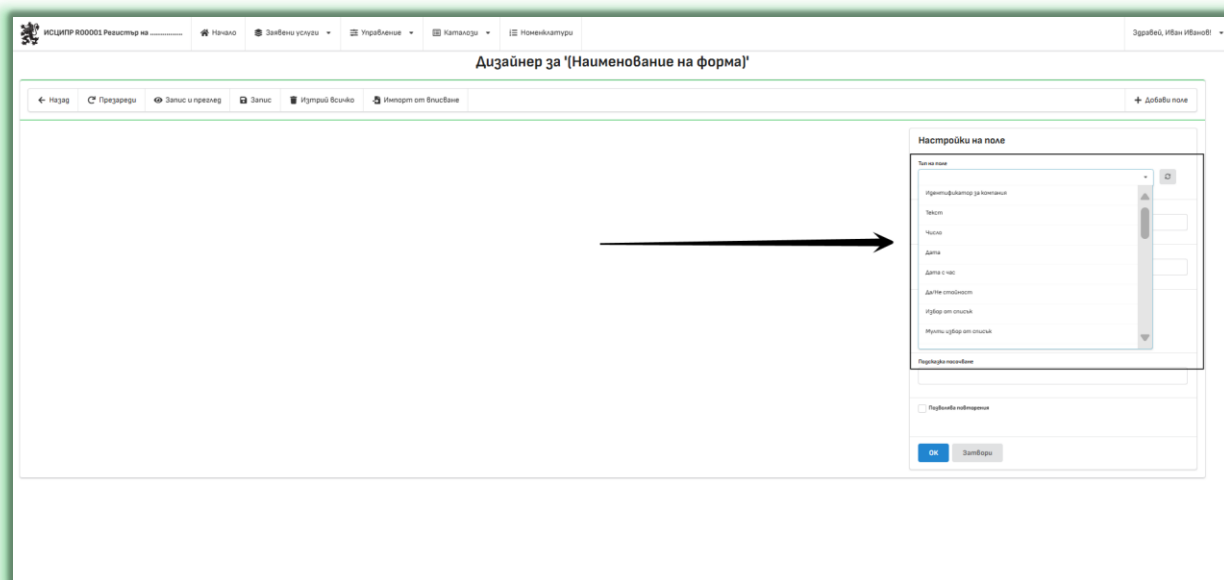 ИСЦИПР R00001 Регистър на ................
Начало
Заявени услуги
Управление
Каталози
Номенклатури
Здравей, Иван Иванов!
Дизайнер за '(Наименование на форма)'
Назад
Презареди
Запис и преглед
Запис
Изтрий всичко
Импорт от вписване
Добави поле
Настройки на поле
Тип на поле
Идентификатор за компания
Текст
Число
Дата
Дата с час
Да/Не стойност
Избор от списък
Мулти избор от списък
Подсказка посочване
Позволява повторения
ОК
Затвори